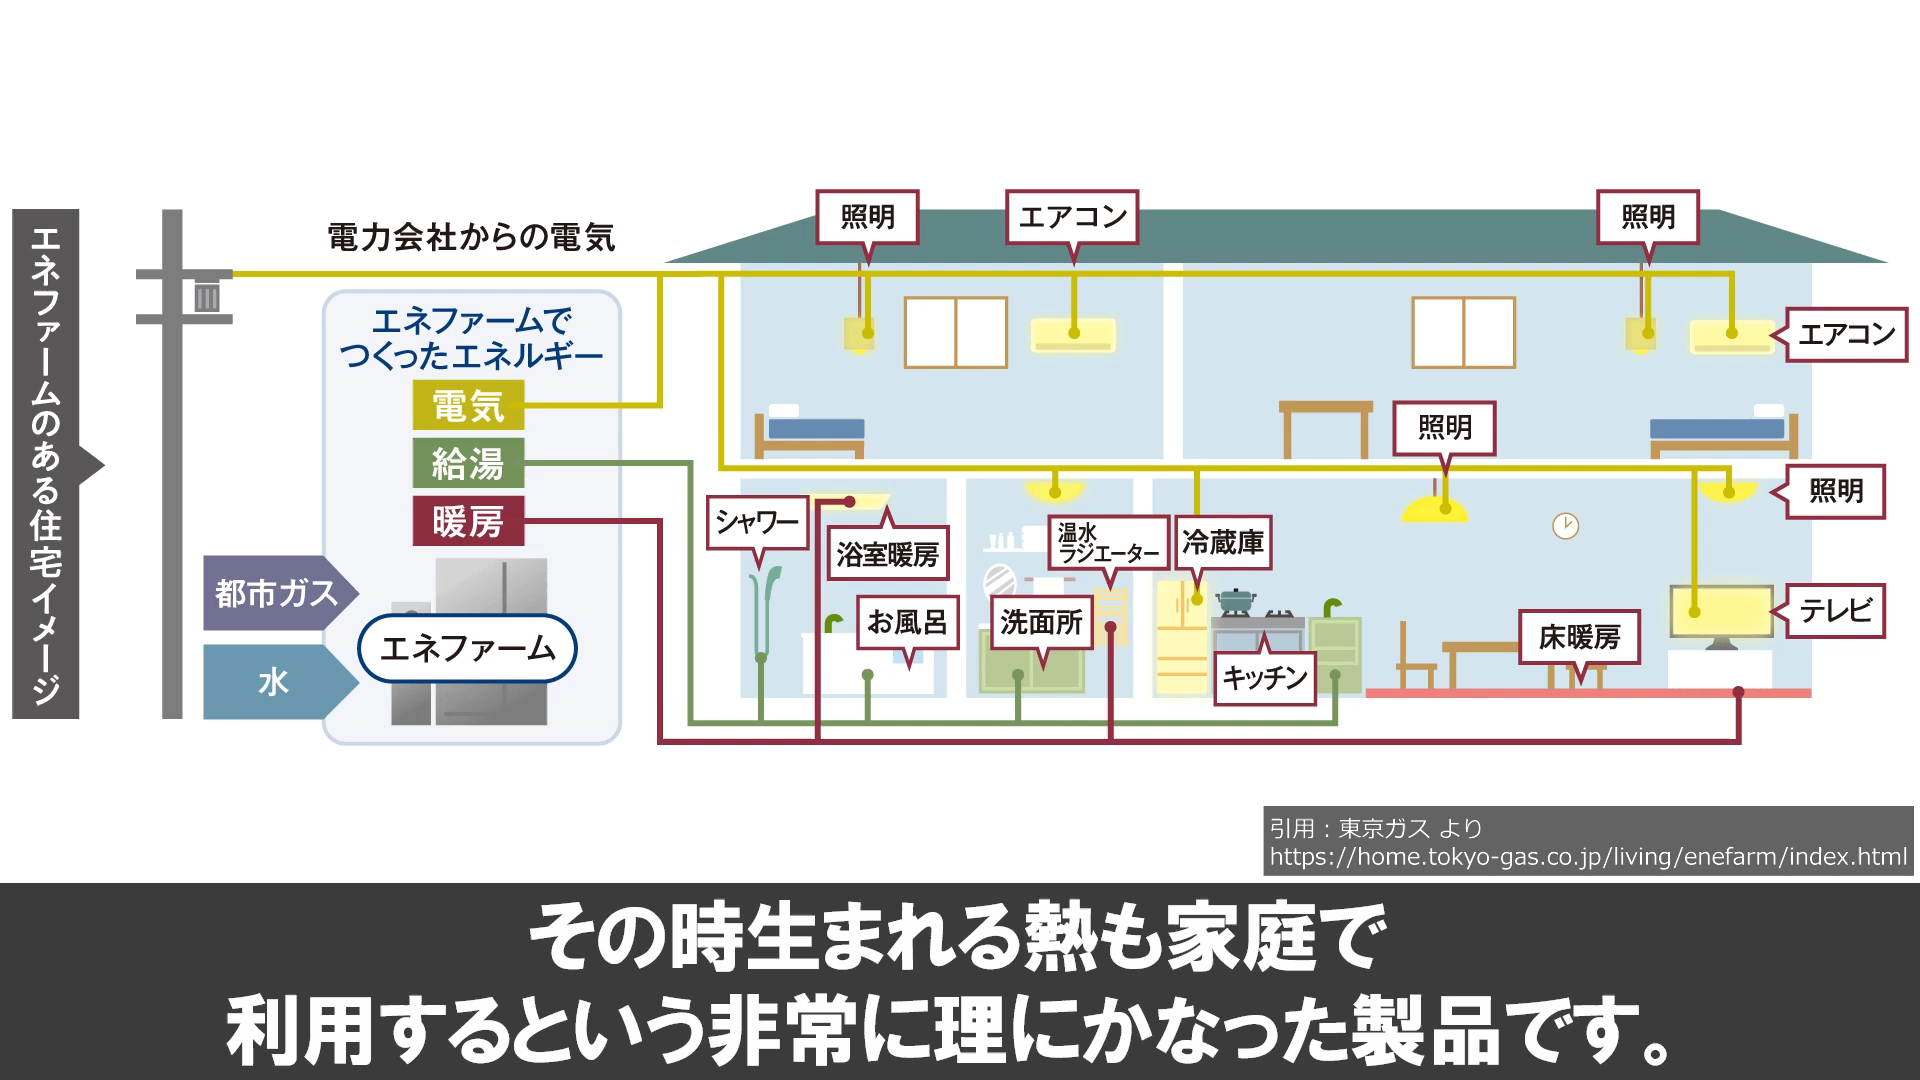 エネファームのある住宅イメージ
電力会社からの電気
エネファームで
つくったエネルギー
電気
給湯
暖房
都市ガス
水
エネファーム
照明
エアコン
照明
エアコン
照明
照明
シャワー
浴室暖房
お風呂
洗面所
温水
ラジエーター
冷蔵庫
キッチン
床暖房
テレビ
引用：東京ガス より
https://home.tokyo-gas.co.jp/living/enefarm/index.html
その時生まれる熱も家庭で
利用するという非常に理にかなった製品です。